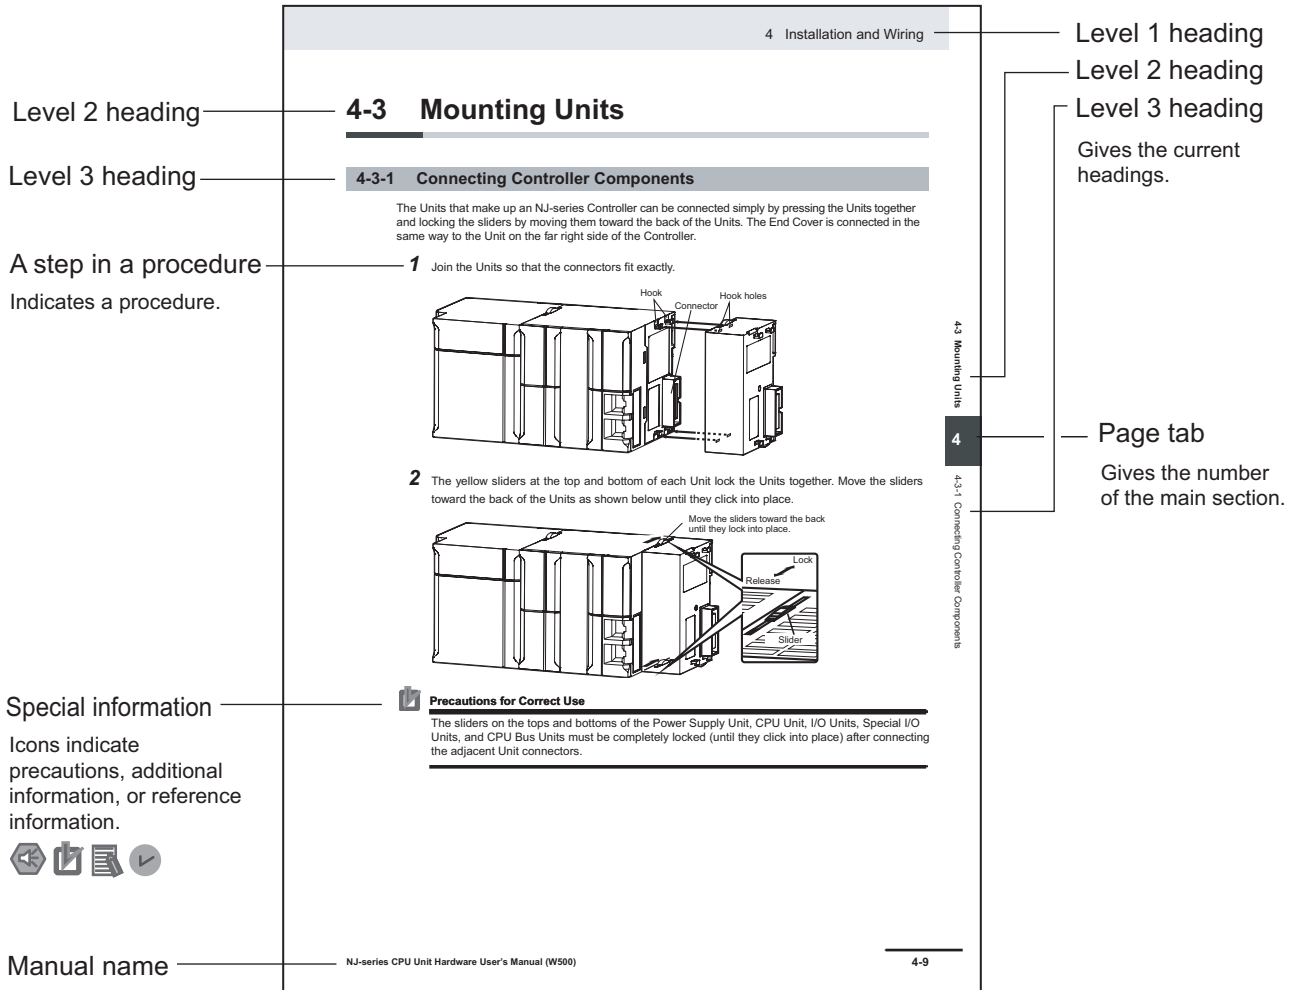 4 Installation and Wiring
Level 1 heading
Level 2 heading
Level 3 heading
Gives the current
headings.
Level 2 heading
4-3 Mounting Units
Level 3 heading
4-3-1 Connecting Controller Components
The Units that make up an NJ-series Controller can be connected simply by pressing the Units together
and locking the sliders by moving them toward the back of the Units. The End Cover is connected in the
same way to the Unit on the far right side of the Controller.
A step in a procedure
Indicates a procedure.
1 Join the Units so that the connectors fit exactly.
Hook
Connector
Hook holes
4-3 Mounting Units
4
Page tab
Gives the number
of the main section.
4-3-1 Connecting Controller Components
2 The yellow sliders at the top and bottom of each Unit lock the Units together. Move the sliders
toward the back of the Units as shown below until they click into place.
Move the sliders toward the back
until they lock into place.
Lock
Release
Slider
Special information
Icons indicate
precautions, additional
information, or reference
information.
Precautions for Correct Use
The sliders on the tops and bottoms of the Power Supply Unit, CPU Unit, I/O Units, Special I/O
Units, and CPU Bus Units must be completely locked (until they click into place) after connecting
the adjacent Unit connectors.
Manual name
NJ-series CPU Unit Hardware User's Manual (W500)
4-9